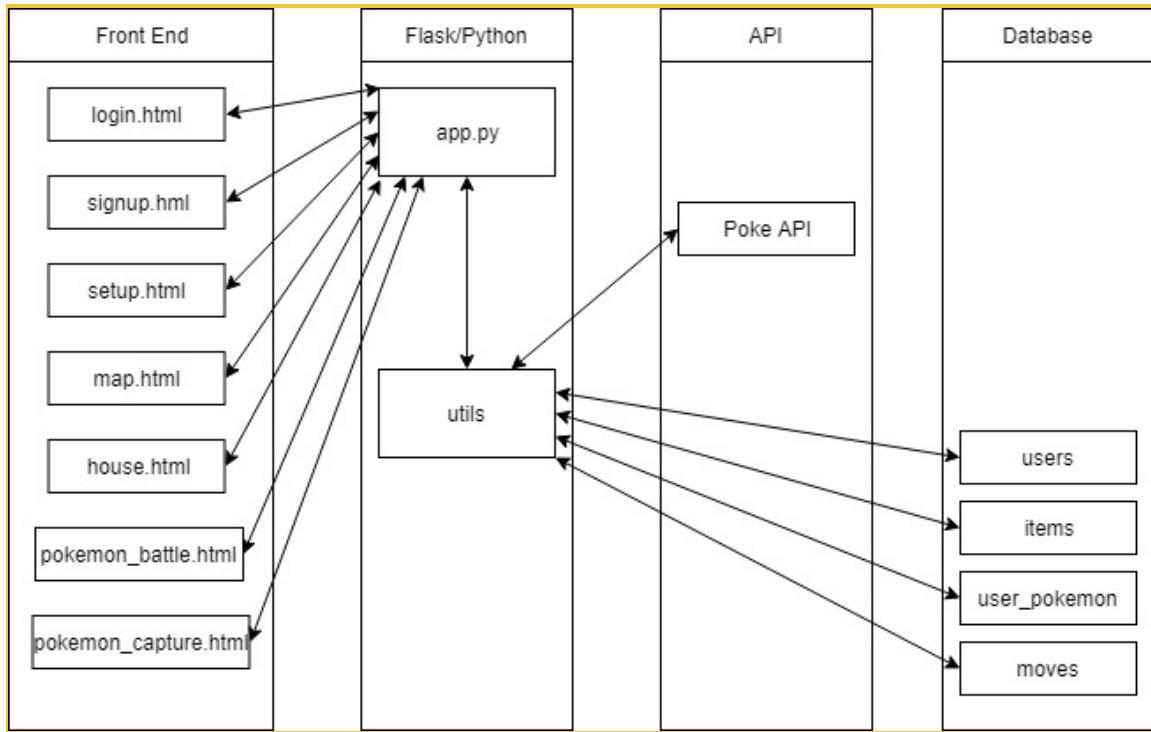 Front End
Flask/Python
API
Database
login.html
signup.hml
setup.html
map.html
house.html
pokemon_battle.html
pokemon_capture.html
app.py
utils
Poke API
users
items
user_pokemon
moves